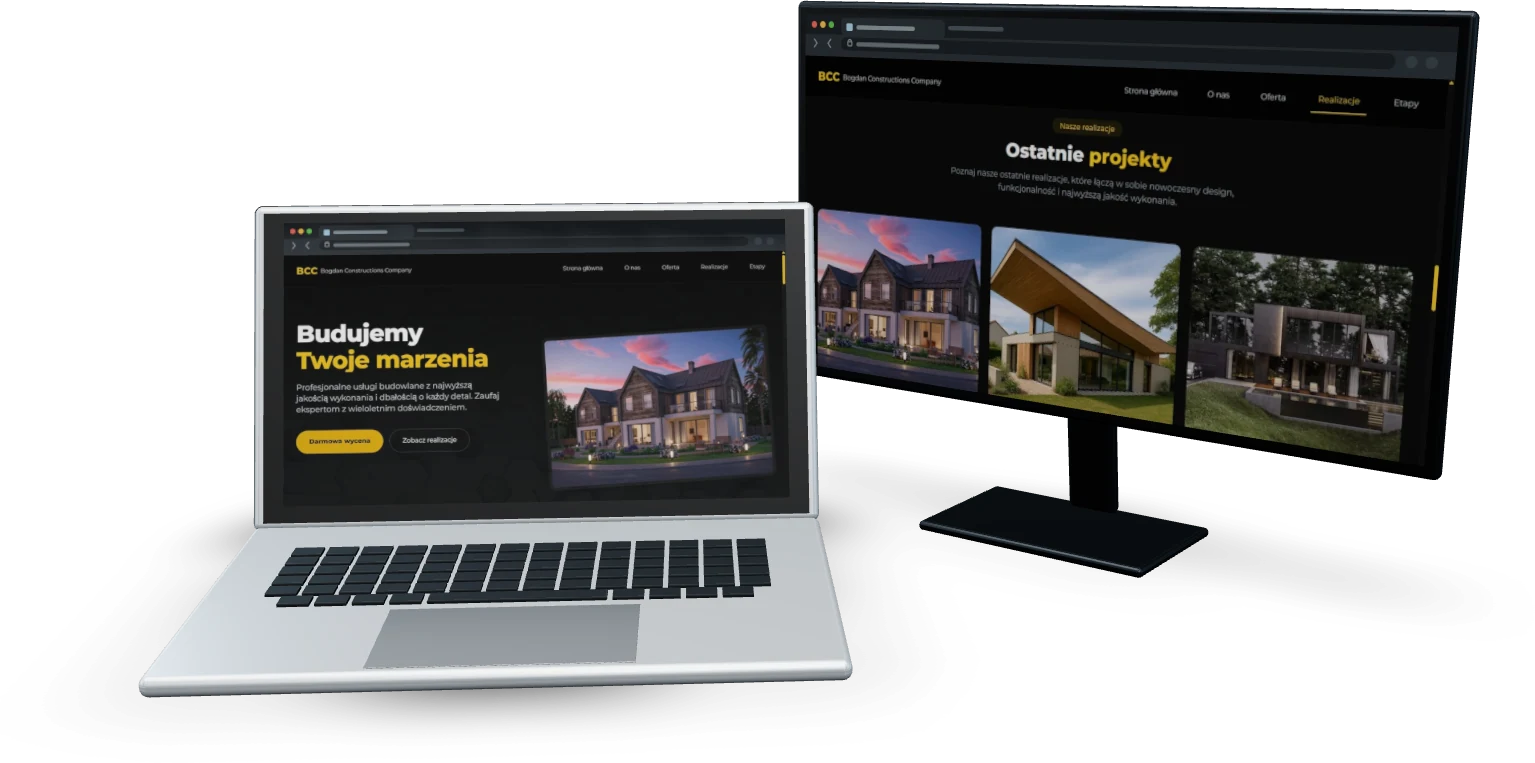 BCC Bogdan Constructions Company
Strona główna O nas Oferta Realizacje Etapy
Budujemy
Twoje marzenia
Profesjonalne usługi budowlane z najwyższą
jakością wykonania i dbałością o każdy detal. Zaufaj
ekspertom z wieloletnim doświadczeniem.
Darmowa wycena Zobacz realizacje
BCC Bogdan Constructions Company
Strona główna O nas Oferta Realizacje Etapy
Nasze realizacje
Ostatnie projekty
Poznaj nasze ostatnie realizacje, które łączą w sobie nowoczesny design,
funkcjonalność i najwyższą jakość wykonania.